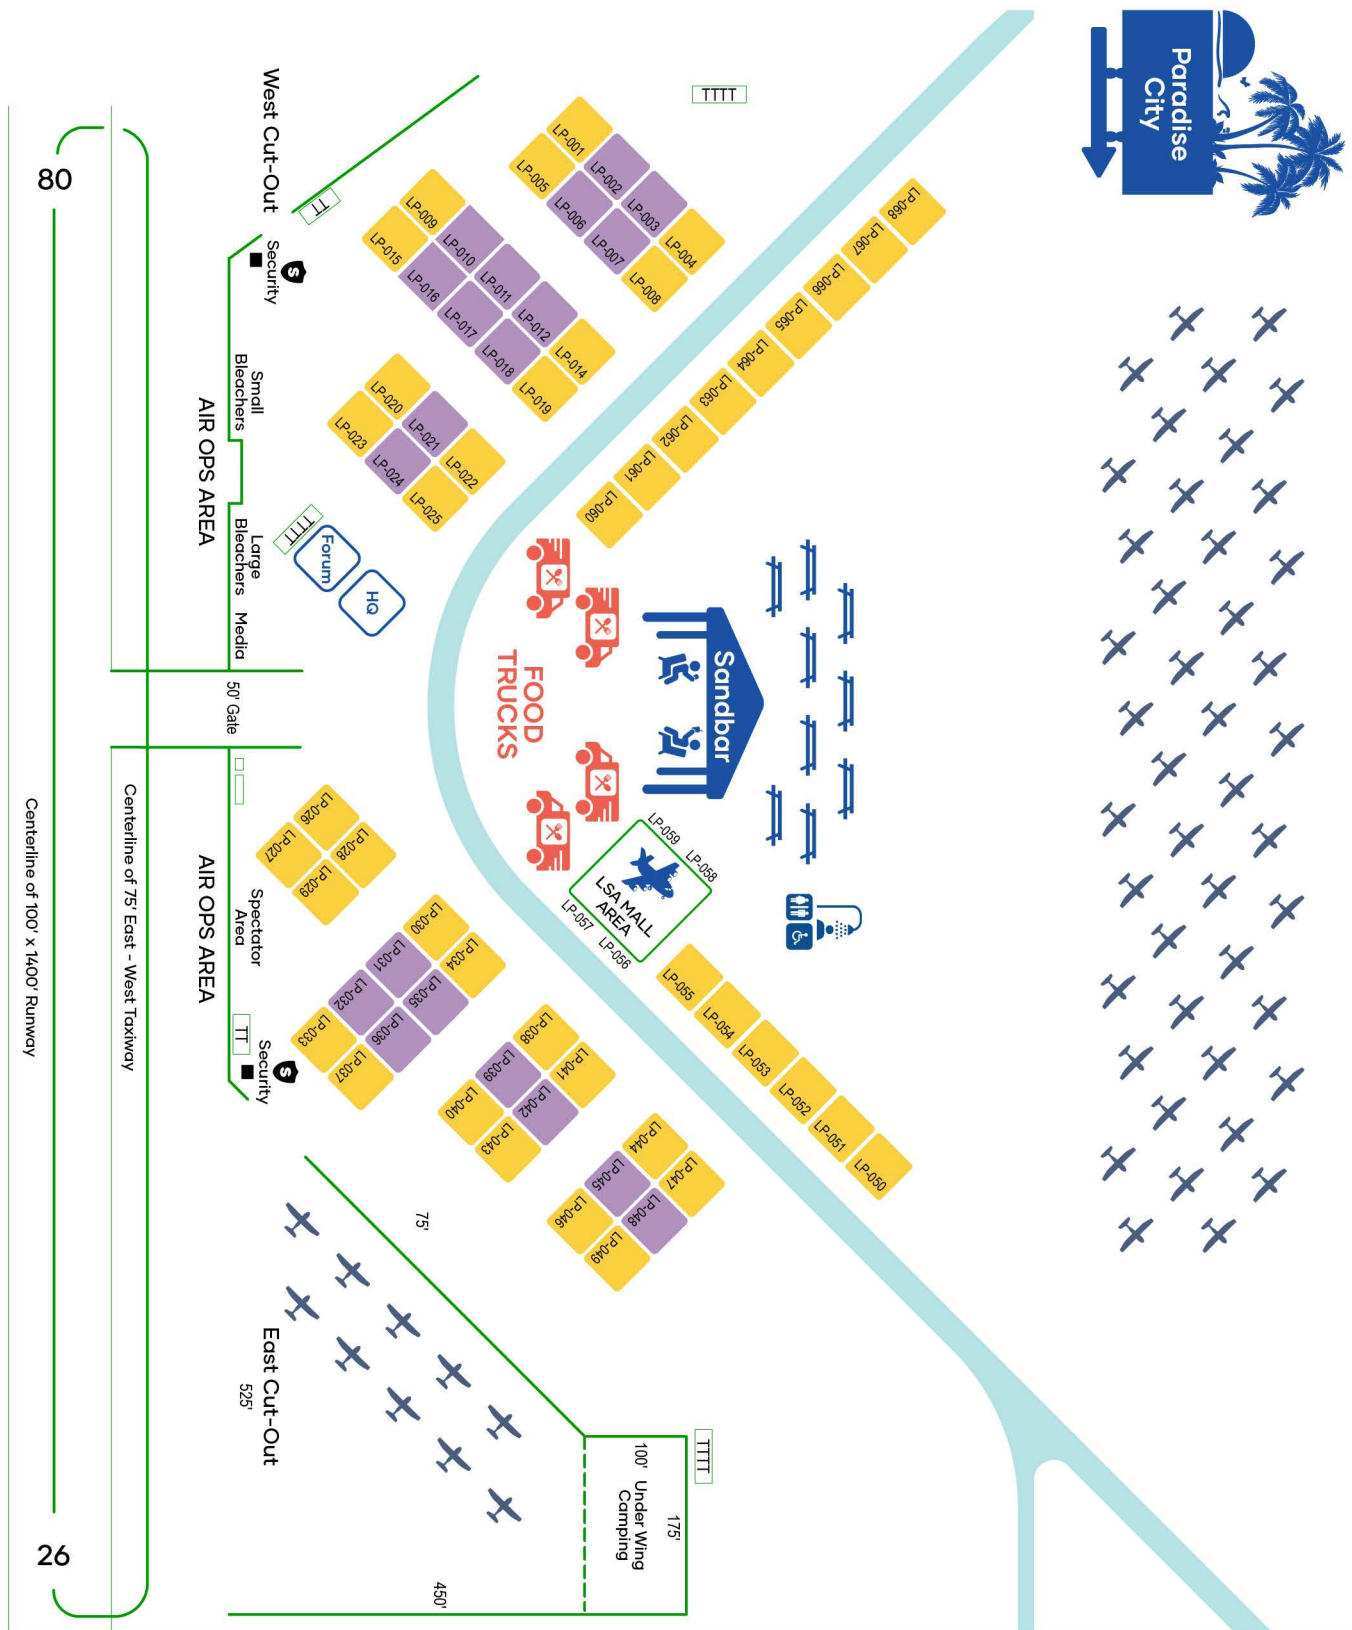 Paradise
City
80
26
West Cut-Out
TT
TTTT
Security
S
Small
Bleachers
AIR OPS AREA
Large
Bleachers
Media
TTTT
Forum
HQ
50' Gate
AIR OPS AREA
Spectator
Area
TT
Security
S
Centerline of 100' x 1400' Runway
Centerline of 75' East - West Taxiway
LP-001
LP-002
LP-003
LP-004
LP-005
LP-006
LP-007
LP-008
LP-009
LP-010
LP-011
LP-012
LP-014
LP-015
LP-016
LP-017
LP-018
LP-019
LP-020
LP-021
LP-022
LP-023
LP-024
LP-025
LP-026
LP-027
LP-028
LP-029
LP-030
LP-031
LP-032
LP-033
LP-034
LP-035
LP-036
LP-037
LP-038
LP-039
LP-040
LP-041
LP-042
LP-043
LP-044
LP-045
LP-046
LP-047
LP-048
LP-049
LP-050
LP-051
LP-052
LP-053
LP-054
LP-055
LP-056
LP-057
LP-058
LP-059
LSA MALL
AREA
LP-060
LP-061
LP-062
LP-063
LP-064
LP-065
LP-066
LP-067
LP-068
FOOD
TRUCKS
Sandbar
75'
East Cut-Out
525'
450'
TTTT
175'
100' Under Wing
Camping